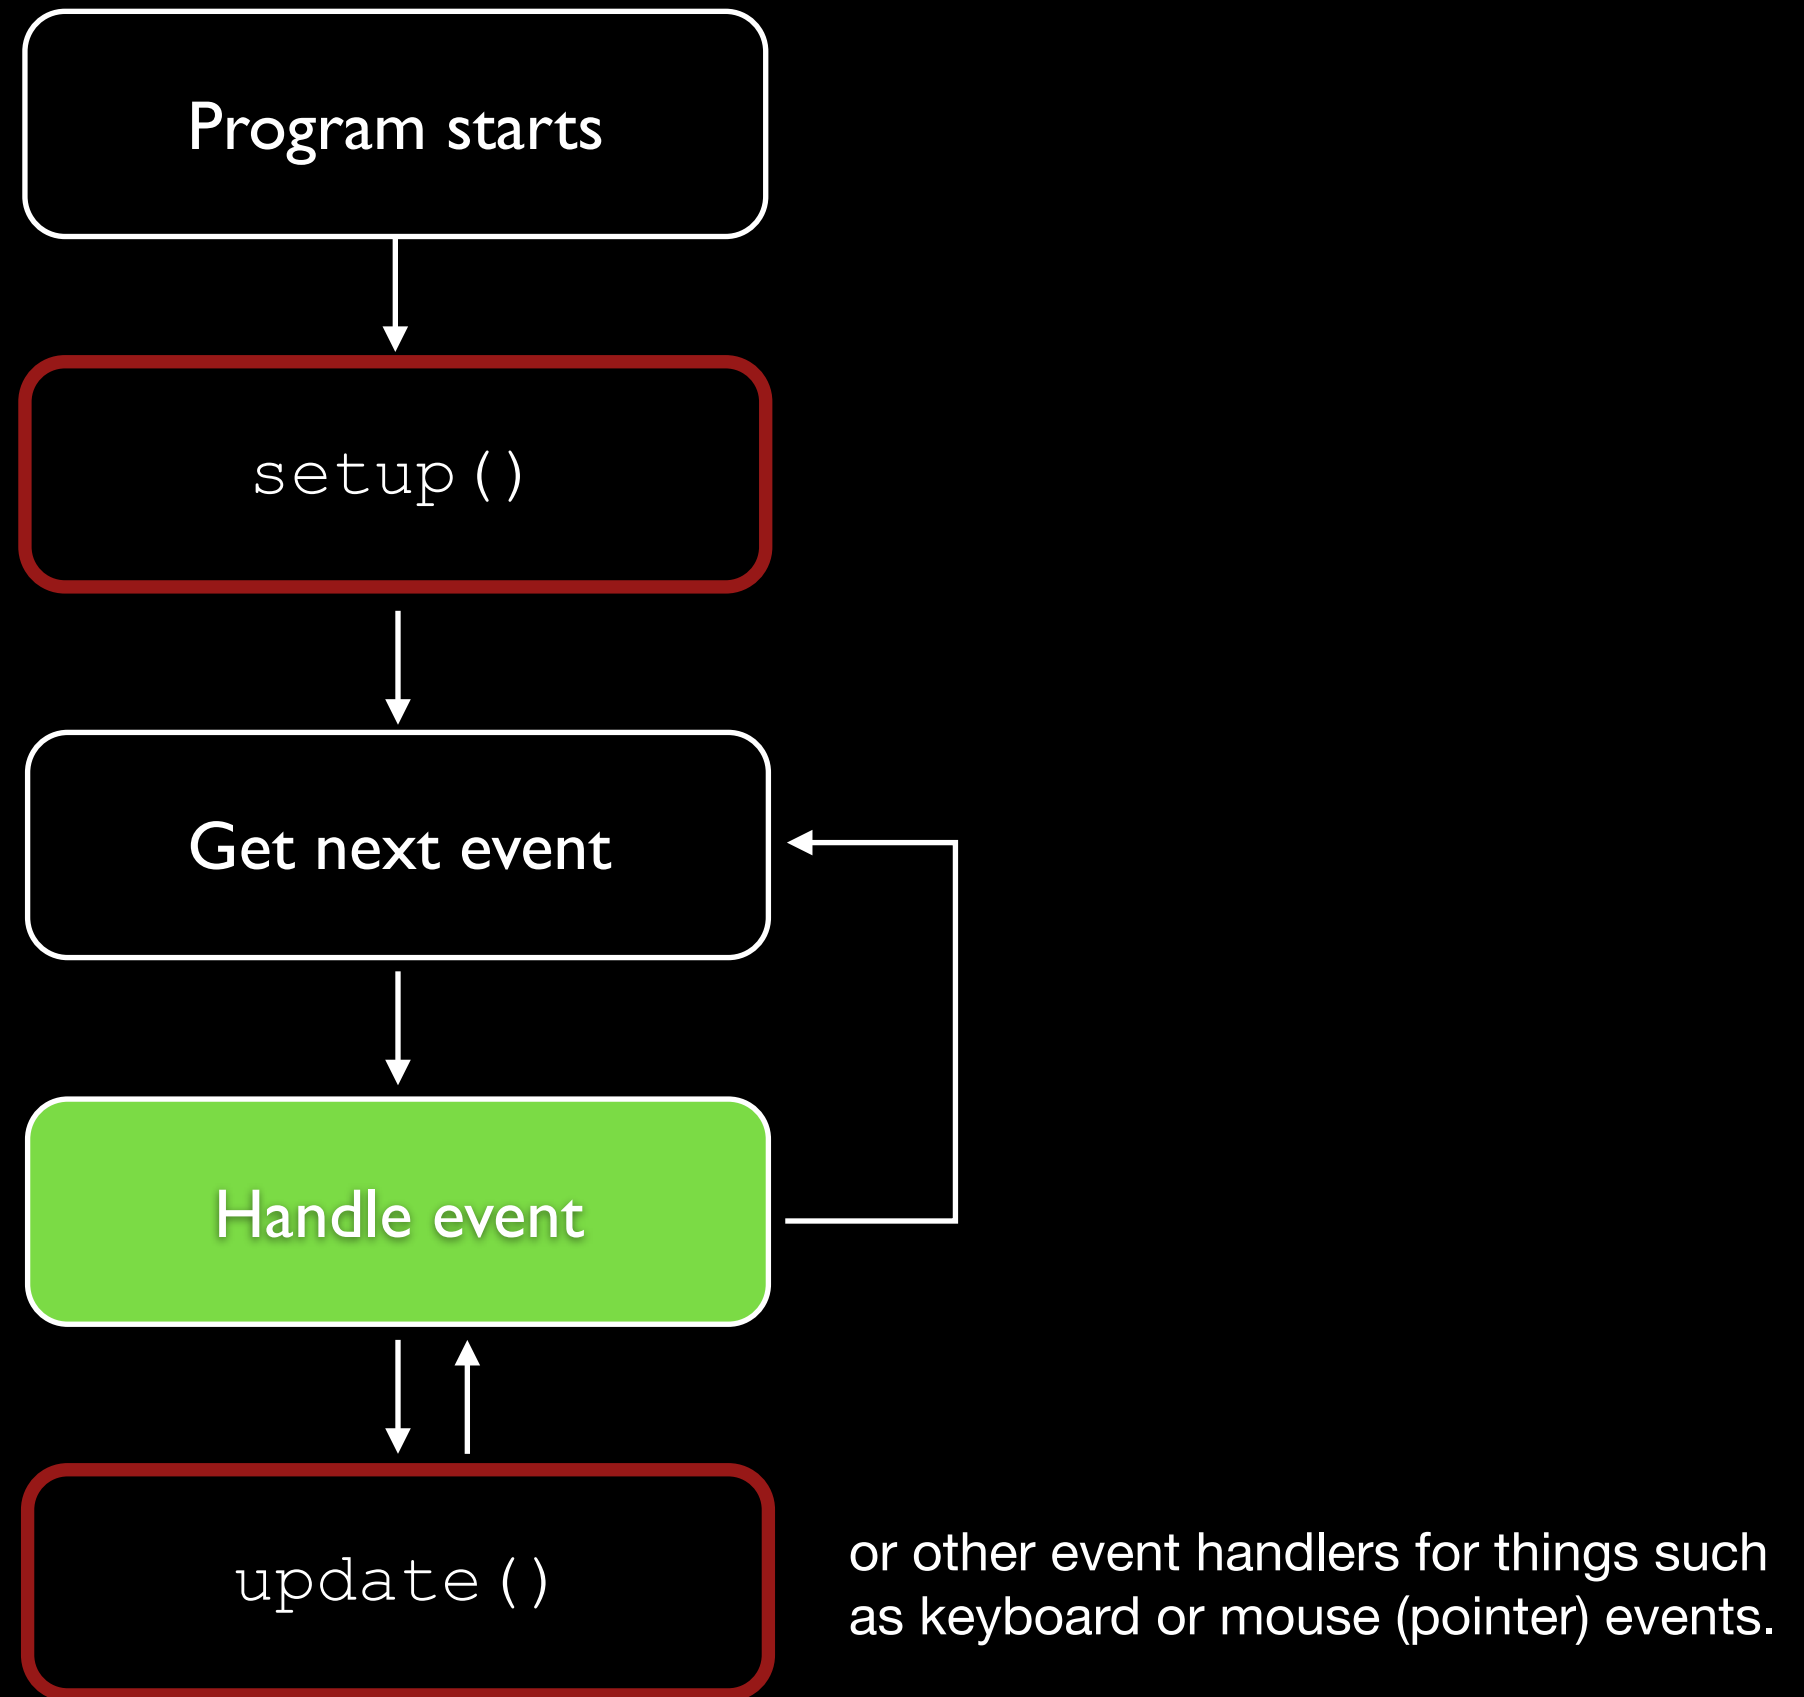 Program starts
setup()
Get next event
Handle event
update()
or other event handlers for things such
as keyboard or mouse (pointer) events.